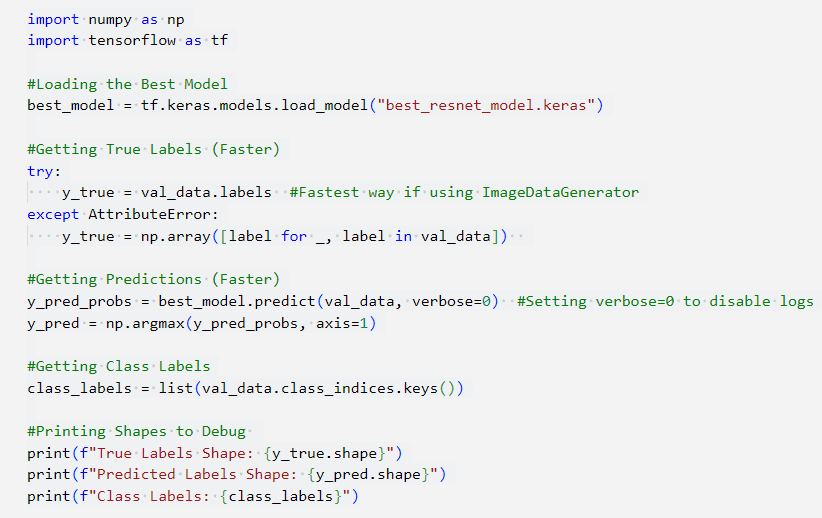 import numpy as np
import tensorflow as tf
#Loading the Best Model
best_model = tf.keras.models.load_model("best_resnet_model.keras")
#Getting True Labels (Faster)
try:
    y_true = val_data.labels  #Fastest way if using ImageDataGenerator
except AttributeError:
    y_true = np.array([label for _, label in val_data])
#Getting Predictions (Faster)
y_pred_probs = best_model.predict(val_data, verbose=0)  #Setting verbose=0 to disable logs
y_pred = np.argmax(y_pred_probs, axis=1)
#Getting Class Labels
class_labels = list(val_data.class_indices.keys())
#Printing Shapes to Debug
print(f"True Labels Shape: {y_true.shape}")
print(f"Predicted Labels Shape: {y_pred.shape}")
print(f"Class Labels: {class_labels}")